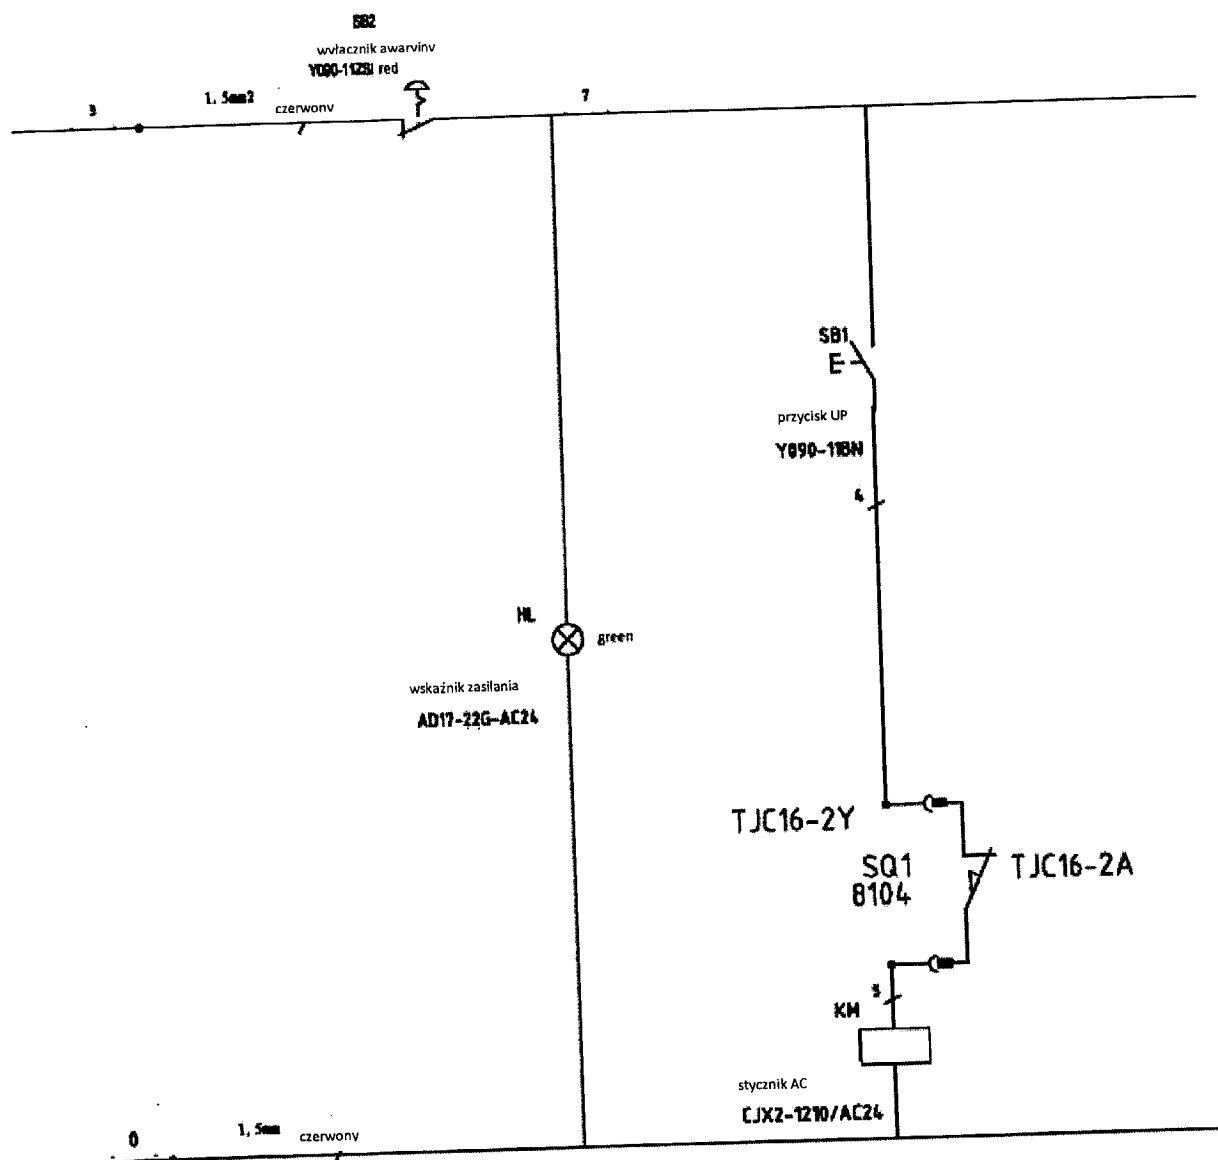 SB2
wyłacznik awaryiny
Y090-11ZS/ red
3
1.5mm2
czerwony
7
SB1
przycisk UP
Y090-11BN
4
HL
green
wskaźnik zasilania
AD17-22G-AC24
TJC16-2Y
SQ1
8104
TJC16-2A
5
KM
stycznik AC
CJX2-1210/AC24
0
1,5mm
czerwony